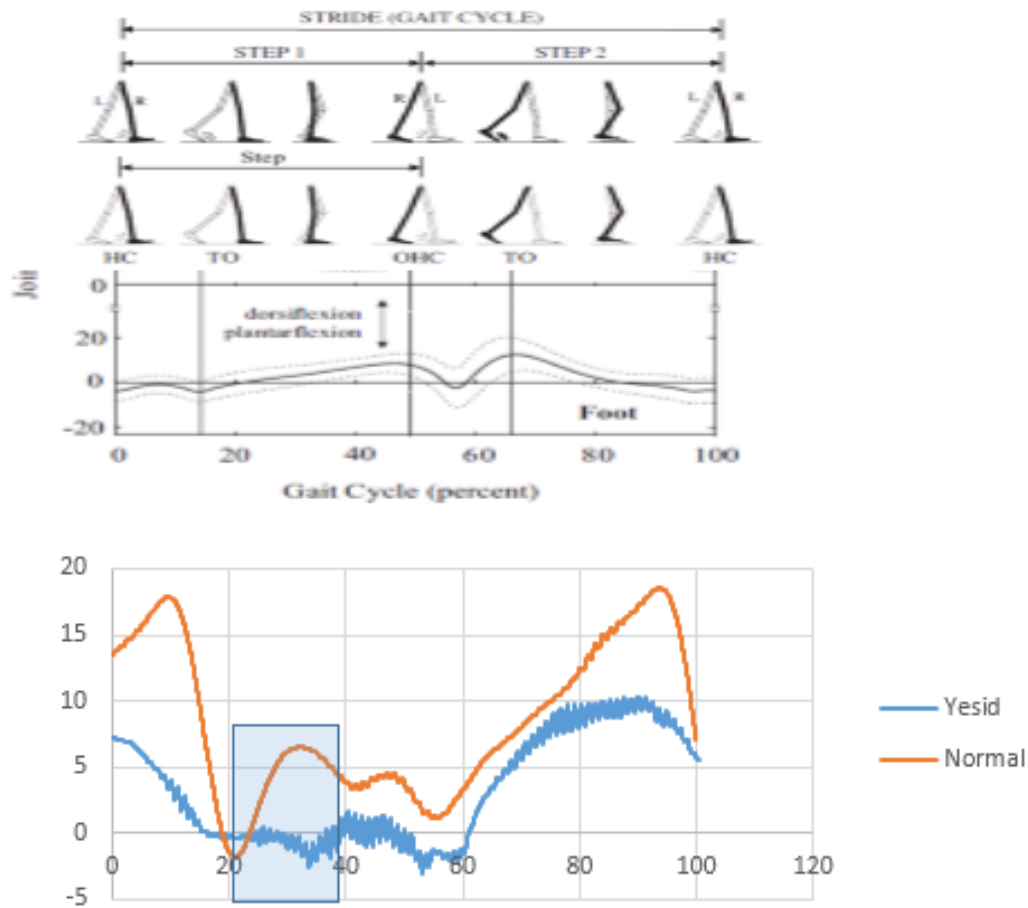 STRIDE (GAIT CYCLE)
STEP 1 STEP 2
L R R L L R
Step
HC TO OHC TO HC
Join
0
dorsiflexion
plantarflexion
20
0
Foot
-20
0 20 40 60 80 100
Gait Cycle (percent)
20
15
10
5
0
0 20 40 60 80 100 120
-5
Yesid
Normal